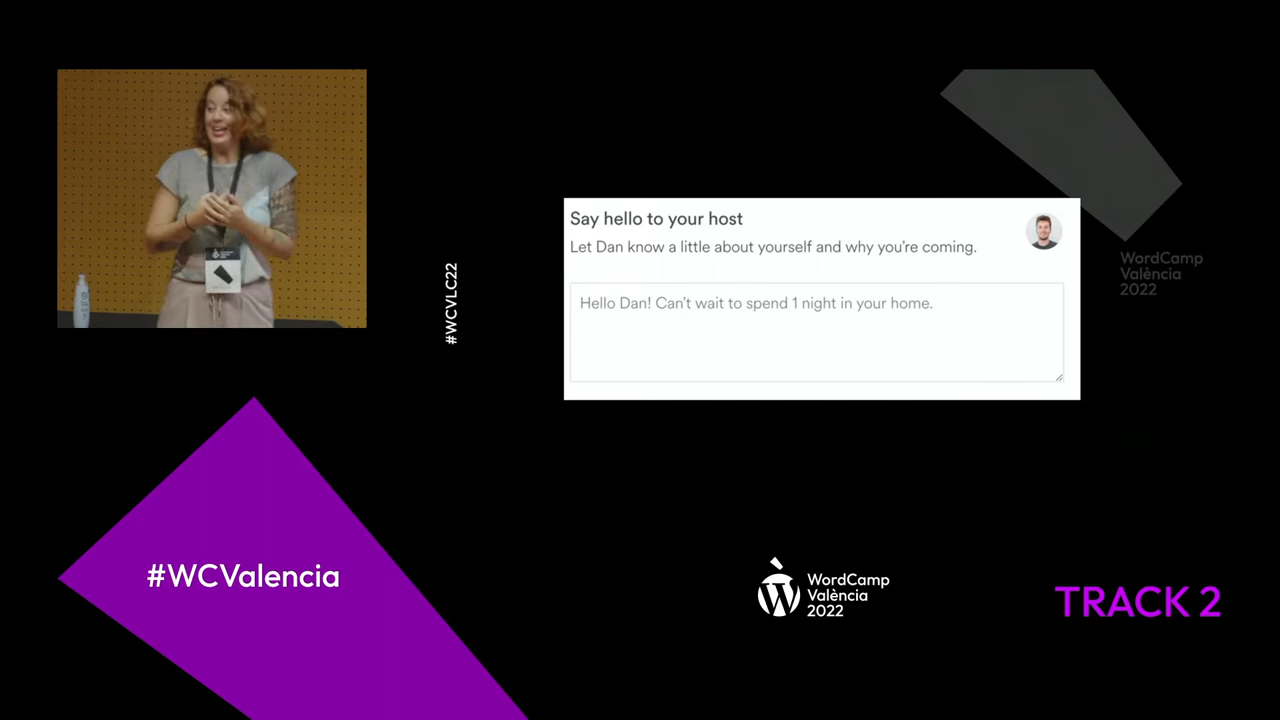 #WCVLC22
Say hello to your host
Let Dan know a little about yourself and why you're coming.
Hello Dan! Can't wait to spend 1 night in your home.
WordCamp
València
2022
#WCValencia
WordCamp
València
2022
TRACK 2